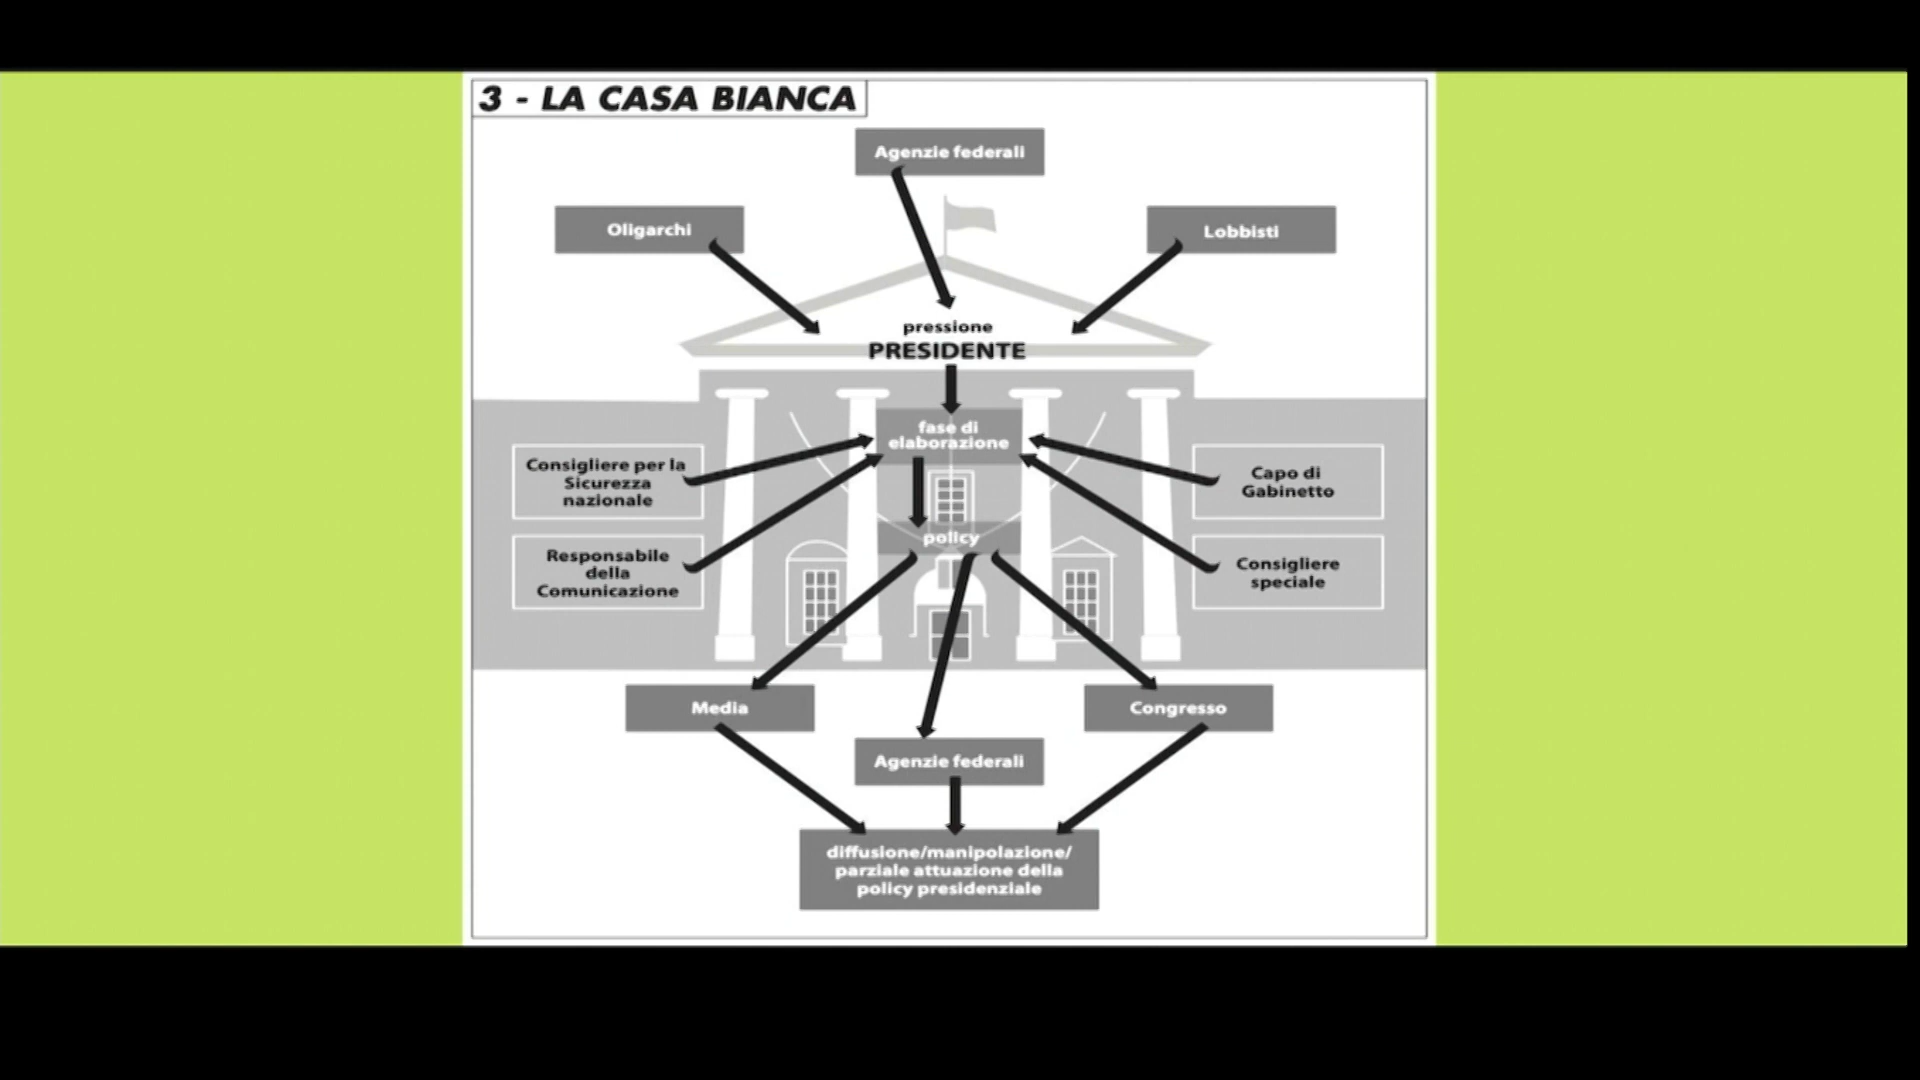 3 - LA CASA BIANCA
Agenzie federali
Oligarchi
Lobbisti
pressione
PRESIDENTE
fase di
elaborazione
Consigliere per la
Sicurezza
nazionale
Capo di
Gabinetto
policy
Responsabile
della
Comunicazione
Consigliere
speciale
Media
Congresso
Agenzie federali
diffusione/manipolazione/
parziale attuazione della
policy presidenziale